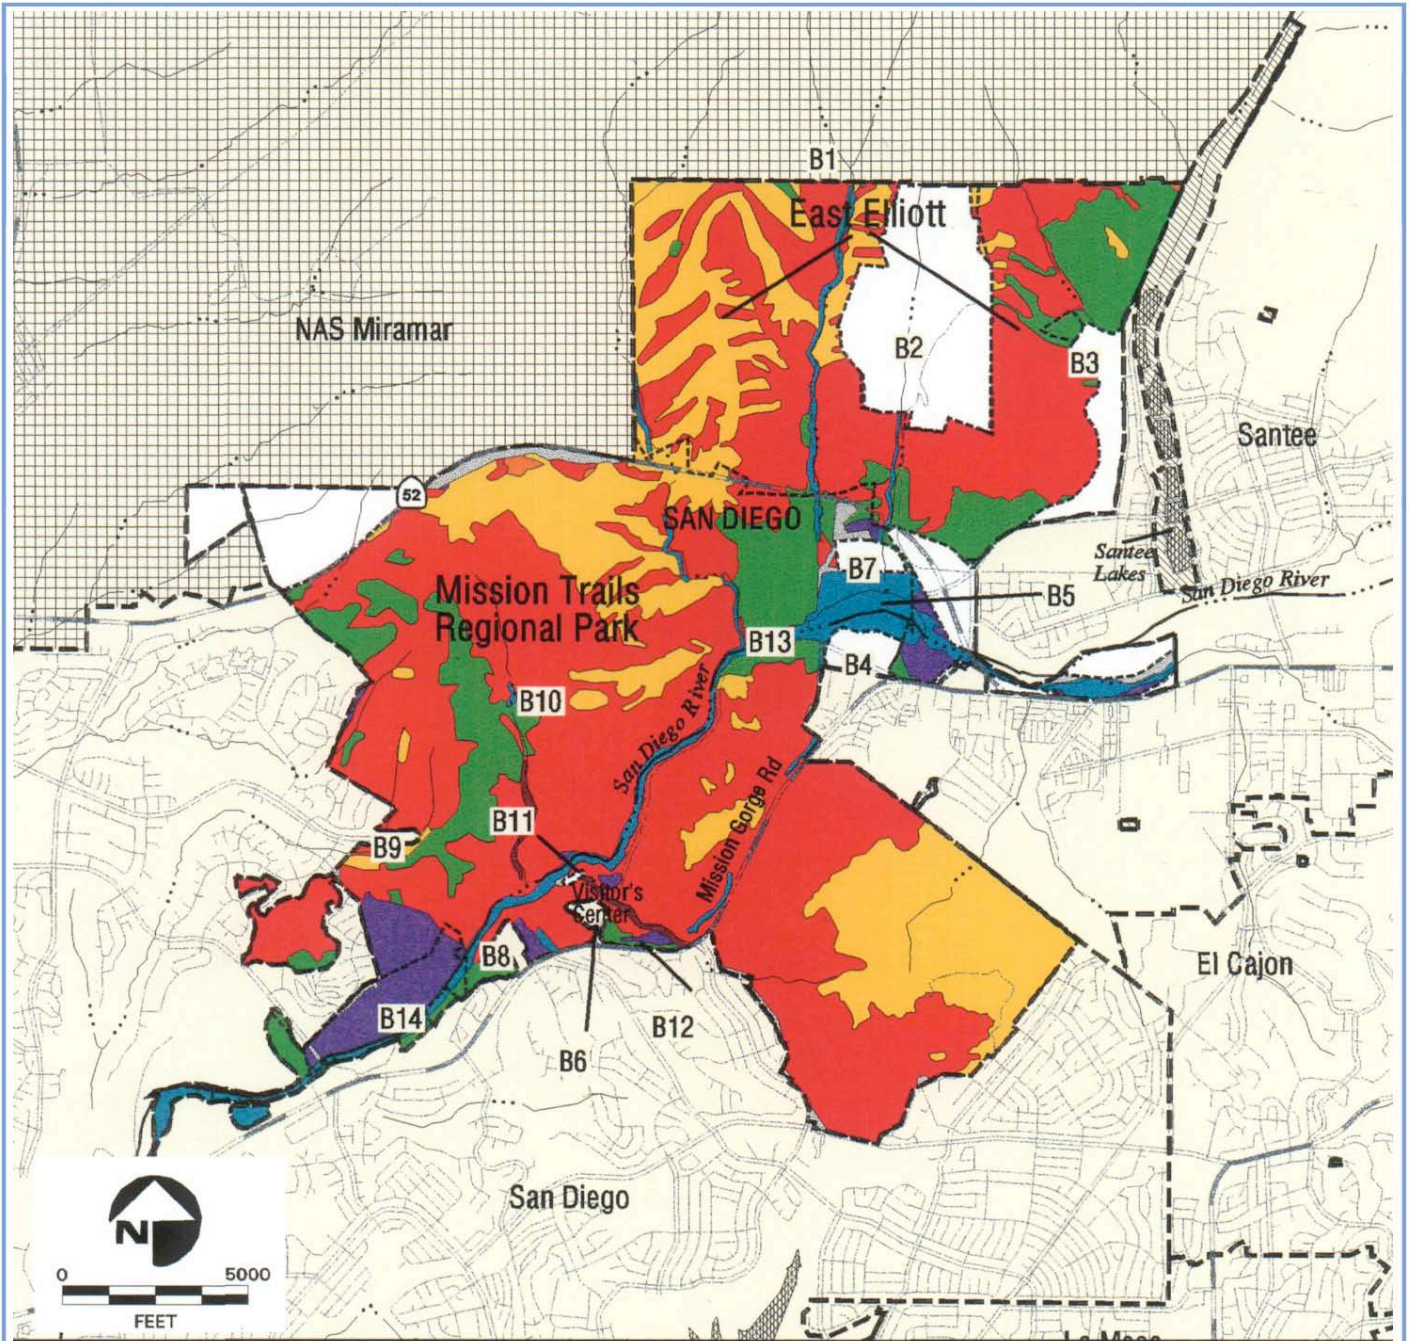 B1
East Elliott
NAS Miramar
B2
B3
Santee
52
SAN DIEGO
Santee
Lakes
San Diego River
B7
B5
Mission Trails
Regional Park
B13
B4
B10
San Diego River
Mission Gorge Rd
B11
B9
Visitor's
Center
B8
El Cajon
B14
B12
B6
San Diego
N
0 5000
FEET
La Mesa